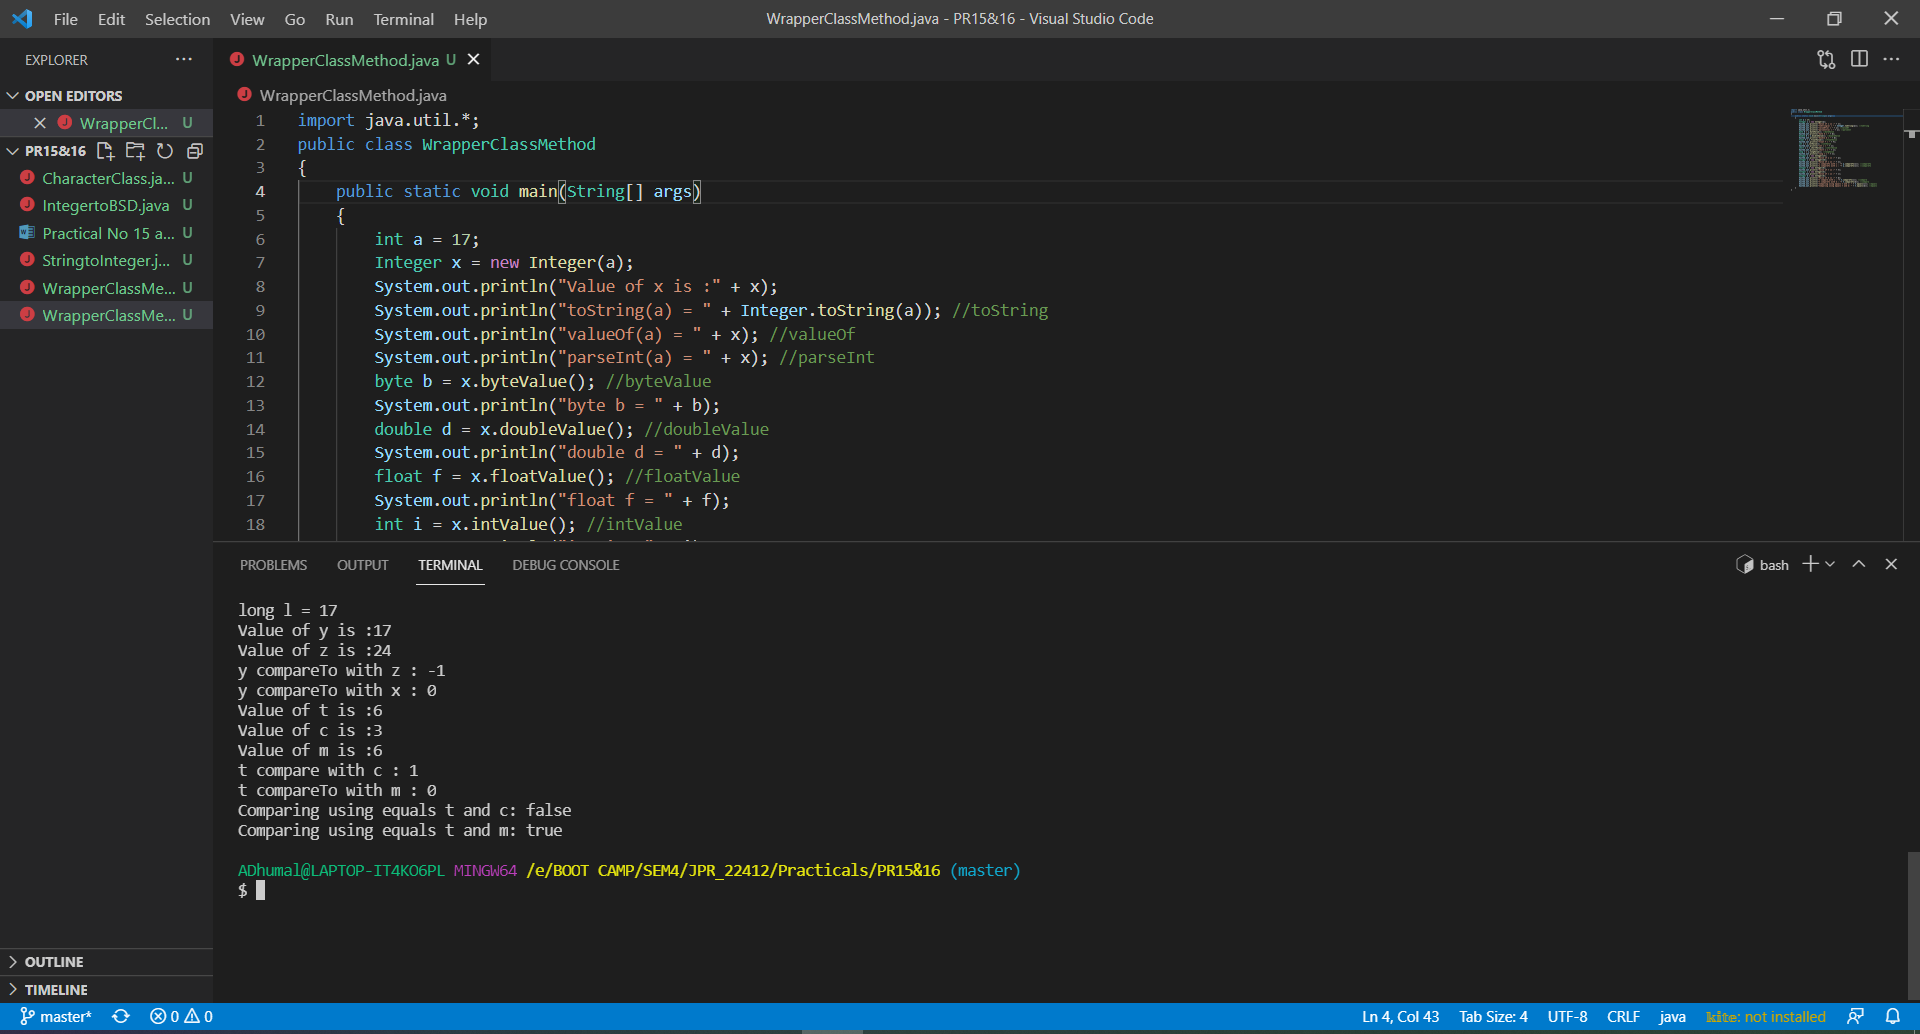 File Edit Selection View Go Run Terminal Help
WrapperClassMethod.java - PR15&16 - Visual Studio Code
EXPLORER
OPEN EDITORS
WrapperCl... U
PR15&16
CharacterClass.ja... U
IntegertoBSD.java U
Practical No 15 a... U
StringtoInteger.j... U
WrapperClassMe... U
WrapperClassMe... U
OUTLINE
TIMELINE
WrapperClassMethod.java U
WrapperClassMethod.java
1 import java.util.*;
2 public class WrapperClassMethod
3 {
4 public static void main(String[] args)
5 {
6 int a = 17;
7 Integer x = new Integer(a);
8 System.out.println("Value of x is :" + x);
9 System.out.println("toString(a) = " + Integer.toString(a)); //toString
10 System.out.println("valueOf(a) = " + x); //valueOf
11 System.out.println("parseInt(a) = " + x); //parseInt
12 byte b = x.byteValue(); //byteValue
13 System.out.println("byte b = " + b);
14 double d = x.doubleValue(); //doubleValue
15 System.out.println("double d = " + d);
16 float f = x.floatValue(); //floatValue
17 System.out.println("float f = " + f);
18 int i = x.intValue(); //intValue
PROBLEMS OUTPUT TERMINAL DEBUG CONSOLE
bash
long l = 17
Value of y is :17
Value of z is :24
y compareTo with z : -1
y compareTo with x : 0
Value of t is :6
Value of c is :3
Value of m is :6
t compare with c : 1
t compareTo with m : 0
Comparing using equals t and c: false
Comparing using equals t and m: true
ADhumal@LAPTOP-IT4KO6PL MINGW64 /e/BOOT CAMP/SEM4/JPR_22412/Practicals/PR15&16 (master)
$
master* 0 0
Ln 4, Col 43 Tab Size: 4 UTF-8 CRLF java kite: not installed